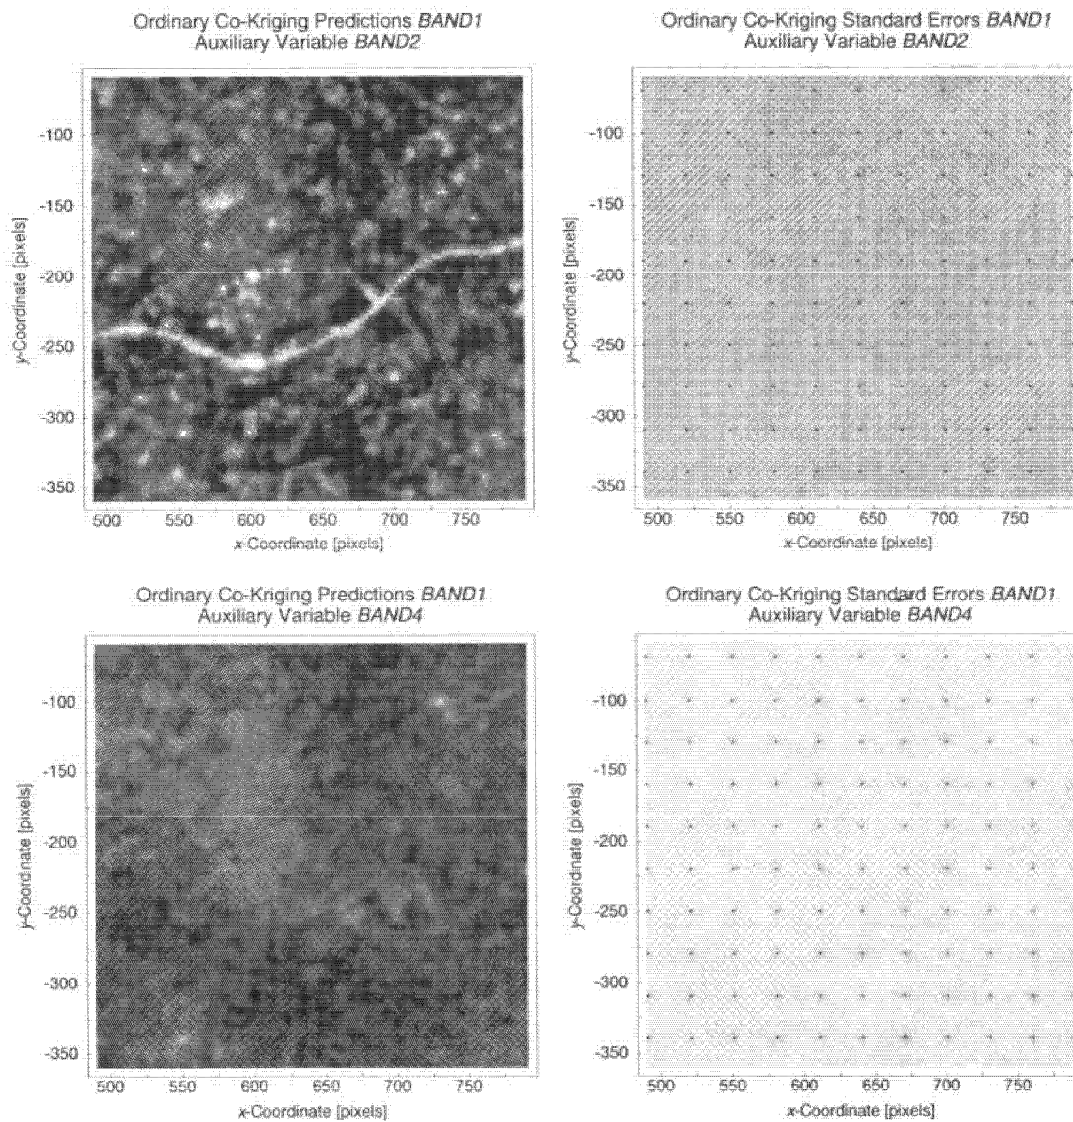 Ordinary Co-Kriging Predictions BAND1
Auxiliary Variable BAND2
-100
-150
-200
-250
-300
-350
y-Coordinate [pixels]
500 550 600 650 700 750
x-Coordinate [pixels]
Ordinary Co-Kriging Standard Errors BAND1
Auxiliary Variable BAND2
-100
-150
-200
-250
-300
-350
y-Coordinate [pixels]
500 550 600 650 700 750
x-Coordinate [pixels]
Ordinary Co-Kriging Predictions BAND1
Auxiliary Variable BAND4
-100
-150
-200
-250
-300
-350
y-Coordinate [pixels]
500 550 600 650 700 750
x-Coordinate [pixels]
Ordinary Co-Kriging Standard Errors BAND1
Auxiliary Variable BAND4
-100
-150
-200
-250
-300
-350
y-Coordinate [pixels]
500 550 600 650 700 750
x-Coordinate [pixels]